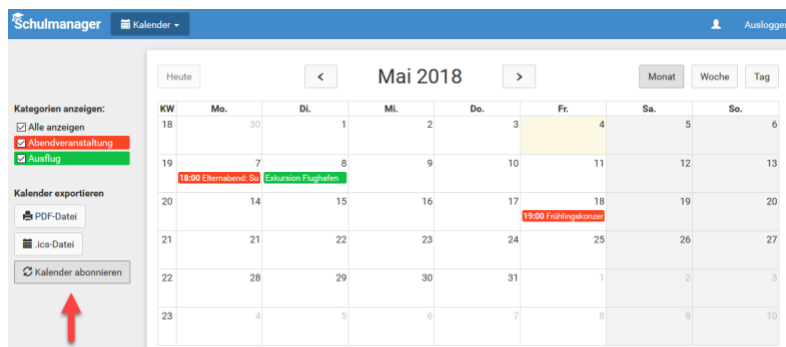 Schulmanager Kalender Auslogge
Heute Mai 2018 Monat Woche Tag
Kategorien anzeigen:
Alle anzeigen
Abendveranstaltung
Ausflug
Kalender exportieren
PDF-Datei
.ics-Datei
Kalender abonnieren
KW Mo. Di. Mi. Do. Fr. Sa. So.
18 30 1 2 3 4 5 6
19 7 8 9 10 11 12 13
18:00 Elternabend: Su Exkursion Flughafen
20 14 15 16 17 18 19 20
19:00 Frühlingskonzer
21 21 22 23 24 25 26 27
22 28 29 30 31 1 2 3
23 4 5 6 7 8 9 10